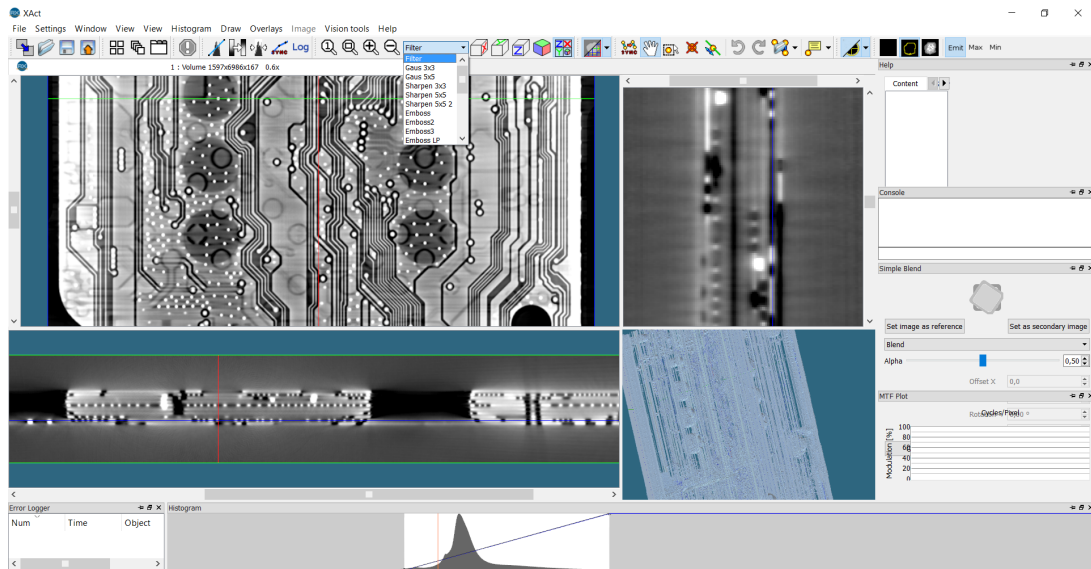 XAct
File Settings Window View View Histogram Draw Overlays Image Vision tools Help
SYNC Log Filter Z ZX SYNC Emit Max Min
1 : Volume 1597x6986x167 0.6x
Filter
Gaus 3x3
Gaus 5x5
Sharpen 3x3
Sharpen 5x5
Sharpen 5x5 2
Emboss
Emboss2
Emboss3
Emboss LP
Help
Content
Console
Simple Blend
Set image as reference Set as secondary image
Blend
Alpha 0,50
Offset X 0,0
MTF Plot
Cycles/Pixel
Modulation [%]
100
80
60
40
20
0
Error Logger
Num Time Object
Histogram